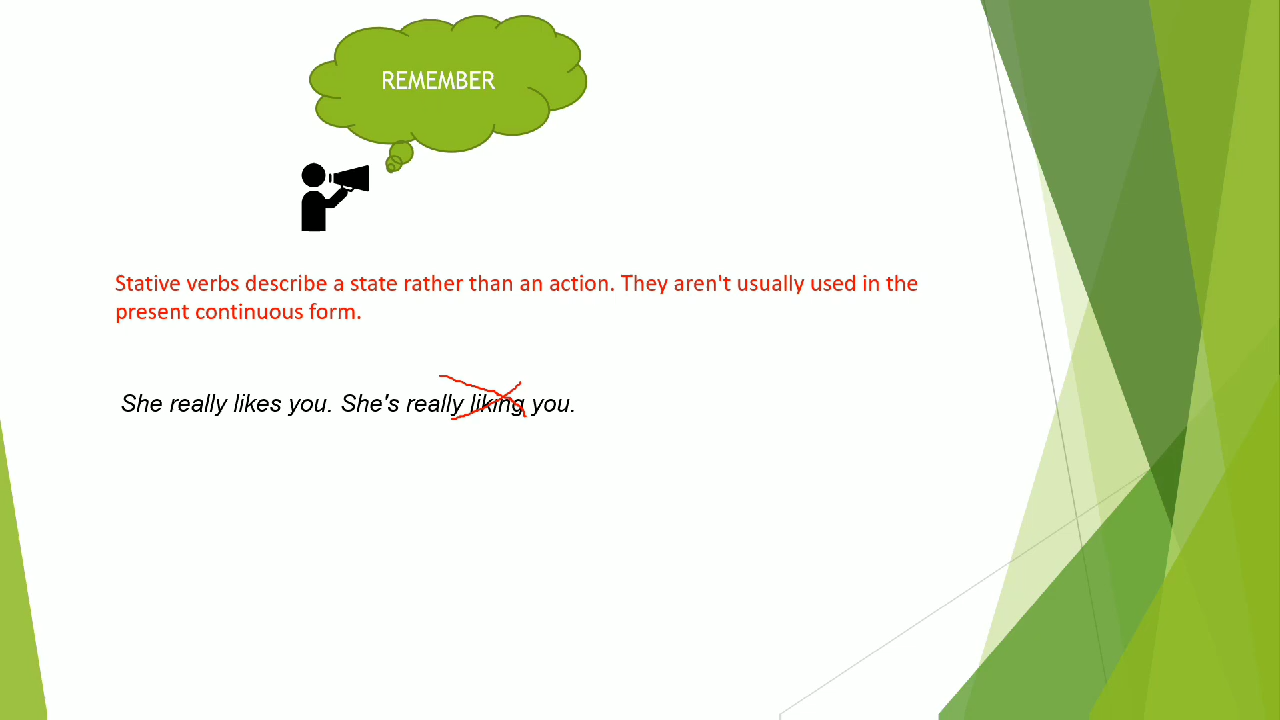 REMEMBER
Stative verbs describe a state rather than an action. They aren't usually used in the
present continuous form.
She really likes you. She's really liking you.